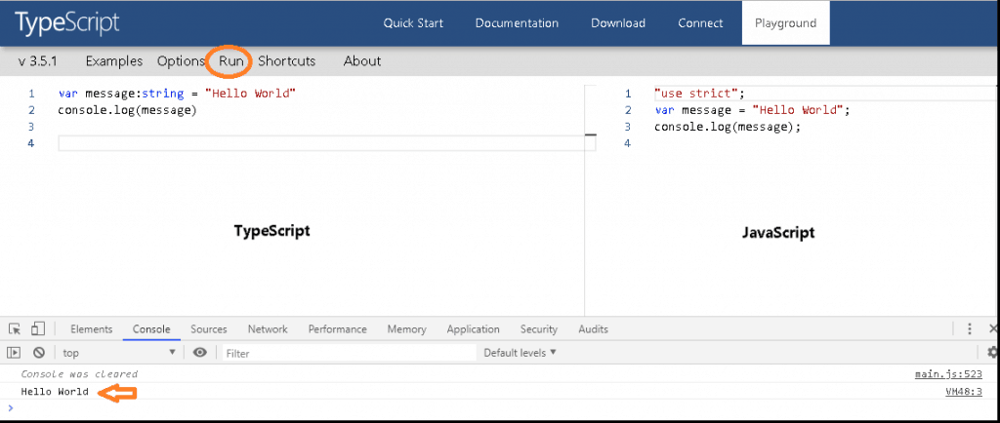 TypeScript Quick Start Documentation Download Connect Playground
v 3.5.1 Examples Options Run Shortcuts About
1 var message:string = "Hello World"
2 console.log(message)
3
4
TypeScript
1 "use strict";
2 var message = "Hello World";
3 console.log(message);
4
JavaScript
Elements Console Sources Network Performance Memory Application Security Audits
top Filter Default levels
Console was cleared main.js:523
Hello World VM48:3